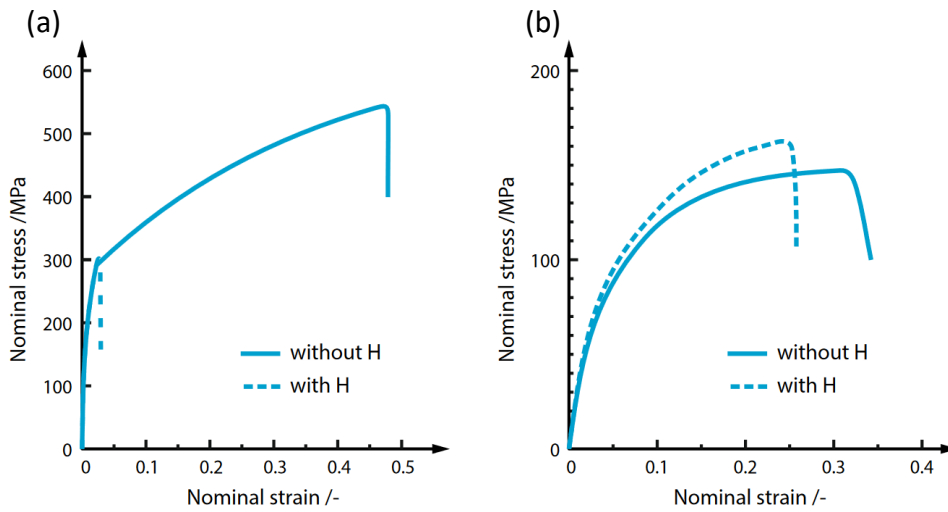 (a)
Nominal stress /MPa
600
500
400
300
200
100
0
without H
with H
0 0.1 0.2 0.3 0.4 0.5
Nominal strain /-
(b)
Nominal stress /MPa
200
100
0
without H
with H
0 0.1 0.2 0.3 0.4
Nominal strain /-